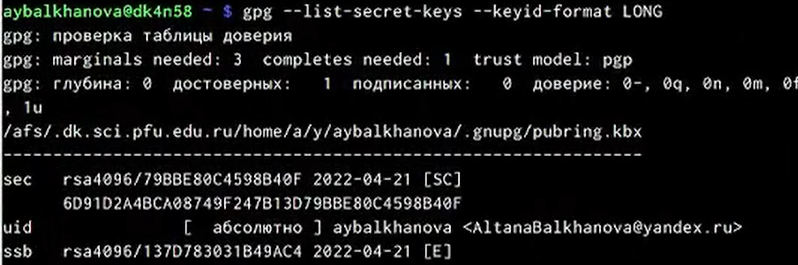 aybalkhanova@dk4n58 ~ $ gpg --list-secret-keys --keyid-format LONG
gpg: проверка таблицы доверия
gpg: marginals needed: 3  completes needed: 1  trust model: pgp
gpg: глубина: 0  достоверных:   1  подписанных:   0  доверие: 0-, 0q, 0n, 0m, 0f
, 1u
/afs/.dk.sci.pfu.edu.ru/home/a/y/aybalkhanova/.gnupg/pubring.kbx
----------------------------------------------------------------
sec   rsa4096/79BBE80C4598B40F 2022-04-21 [SC]
      6D91D2A4BCA08749F247B13D79BBE80C4598B40F
uid                 [  абсолютно ] aybalkhanova <AltanaBalkhanova@yandex.ru>
ssb   rsa4096/137D783031B49AC4 2022-04-21 [E]